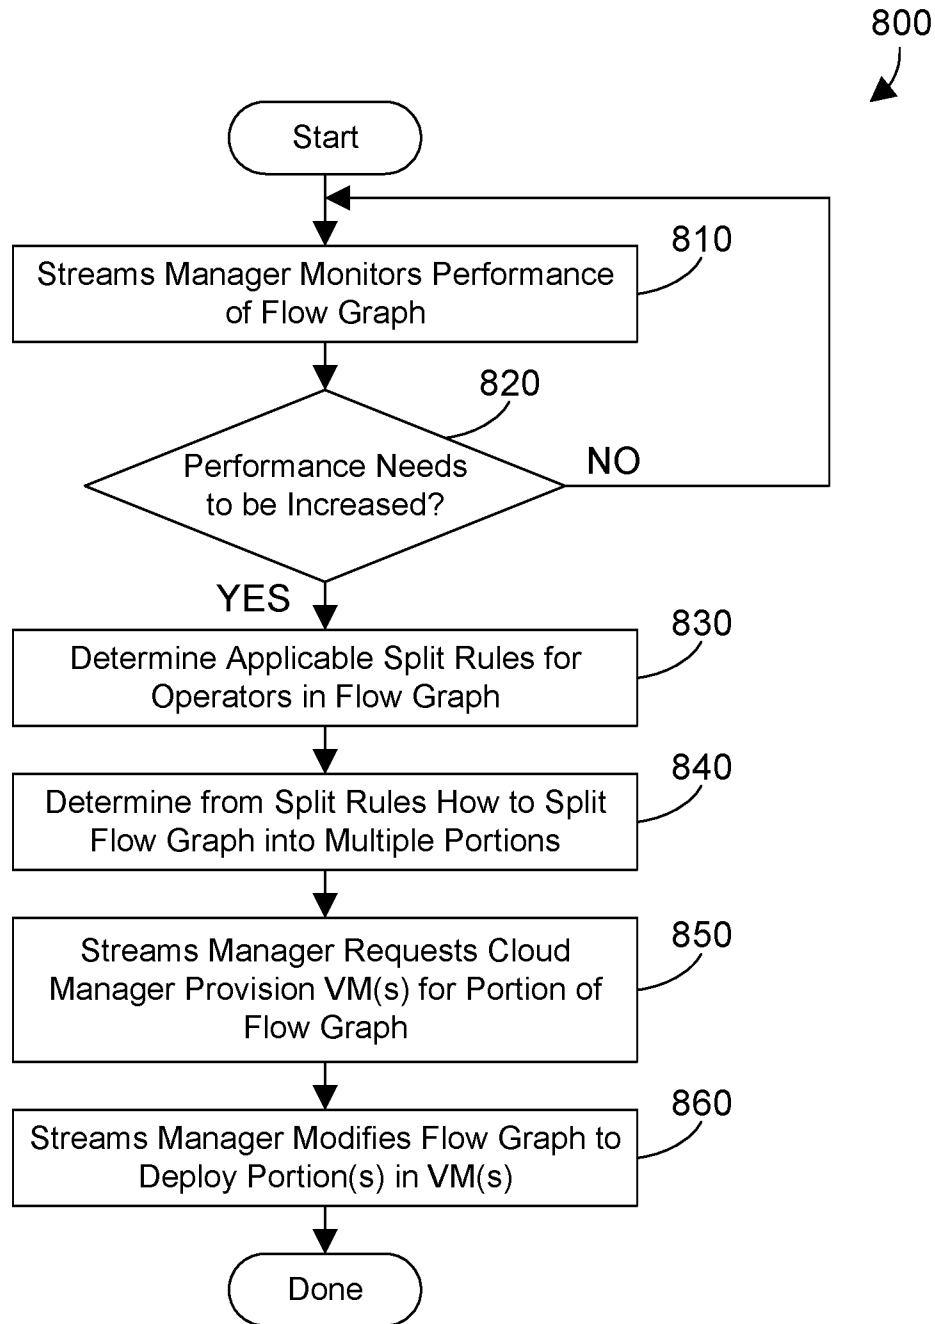 800
Start
810
Streams Manager Monitors Performance
of Flow Graph
820
Performance Needs
to be Increased?
NO
YES
830
Determine Applicable Split Rules for
Operators in Flow Graph
840
Determine from Split Rules How to Split
Flow Graph into Multiple Portions
850
Streams Manager Requests Cloud
Manager Provision VM(s) for Portion of
Flow Graph
860
Streams Manager Modifies Flow Graph to
Deploy Portion(s) in VM(s)
Done